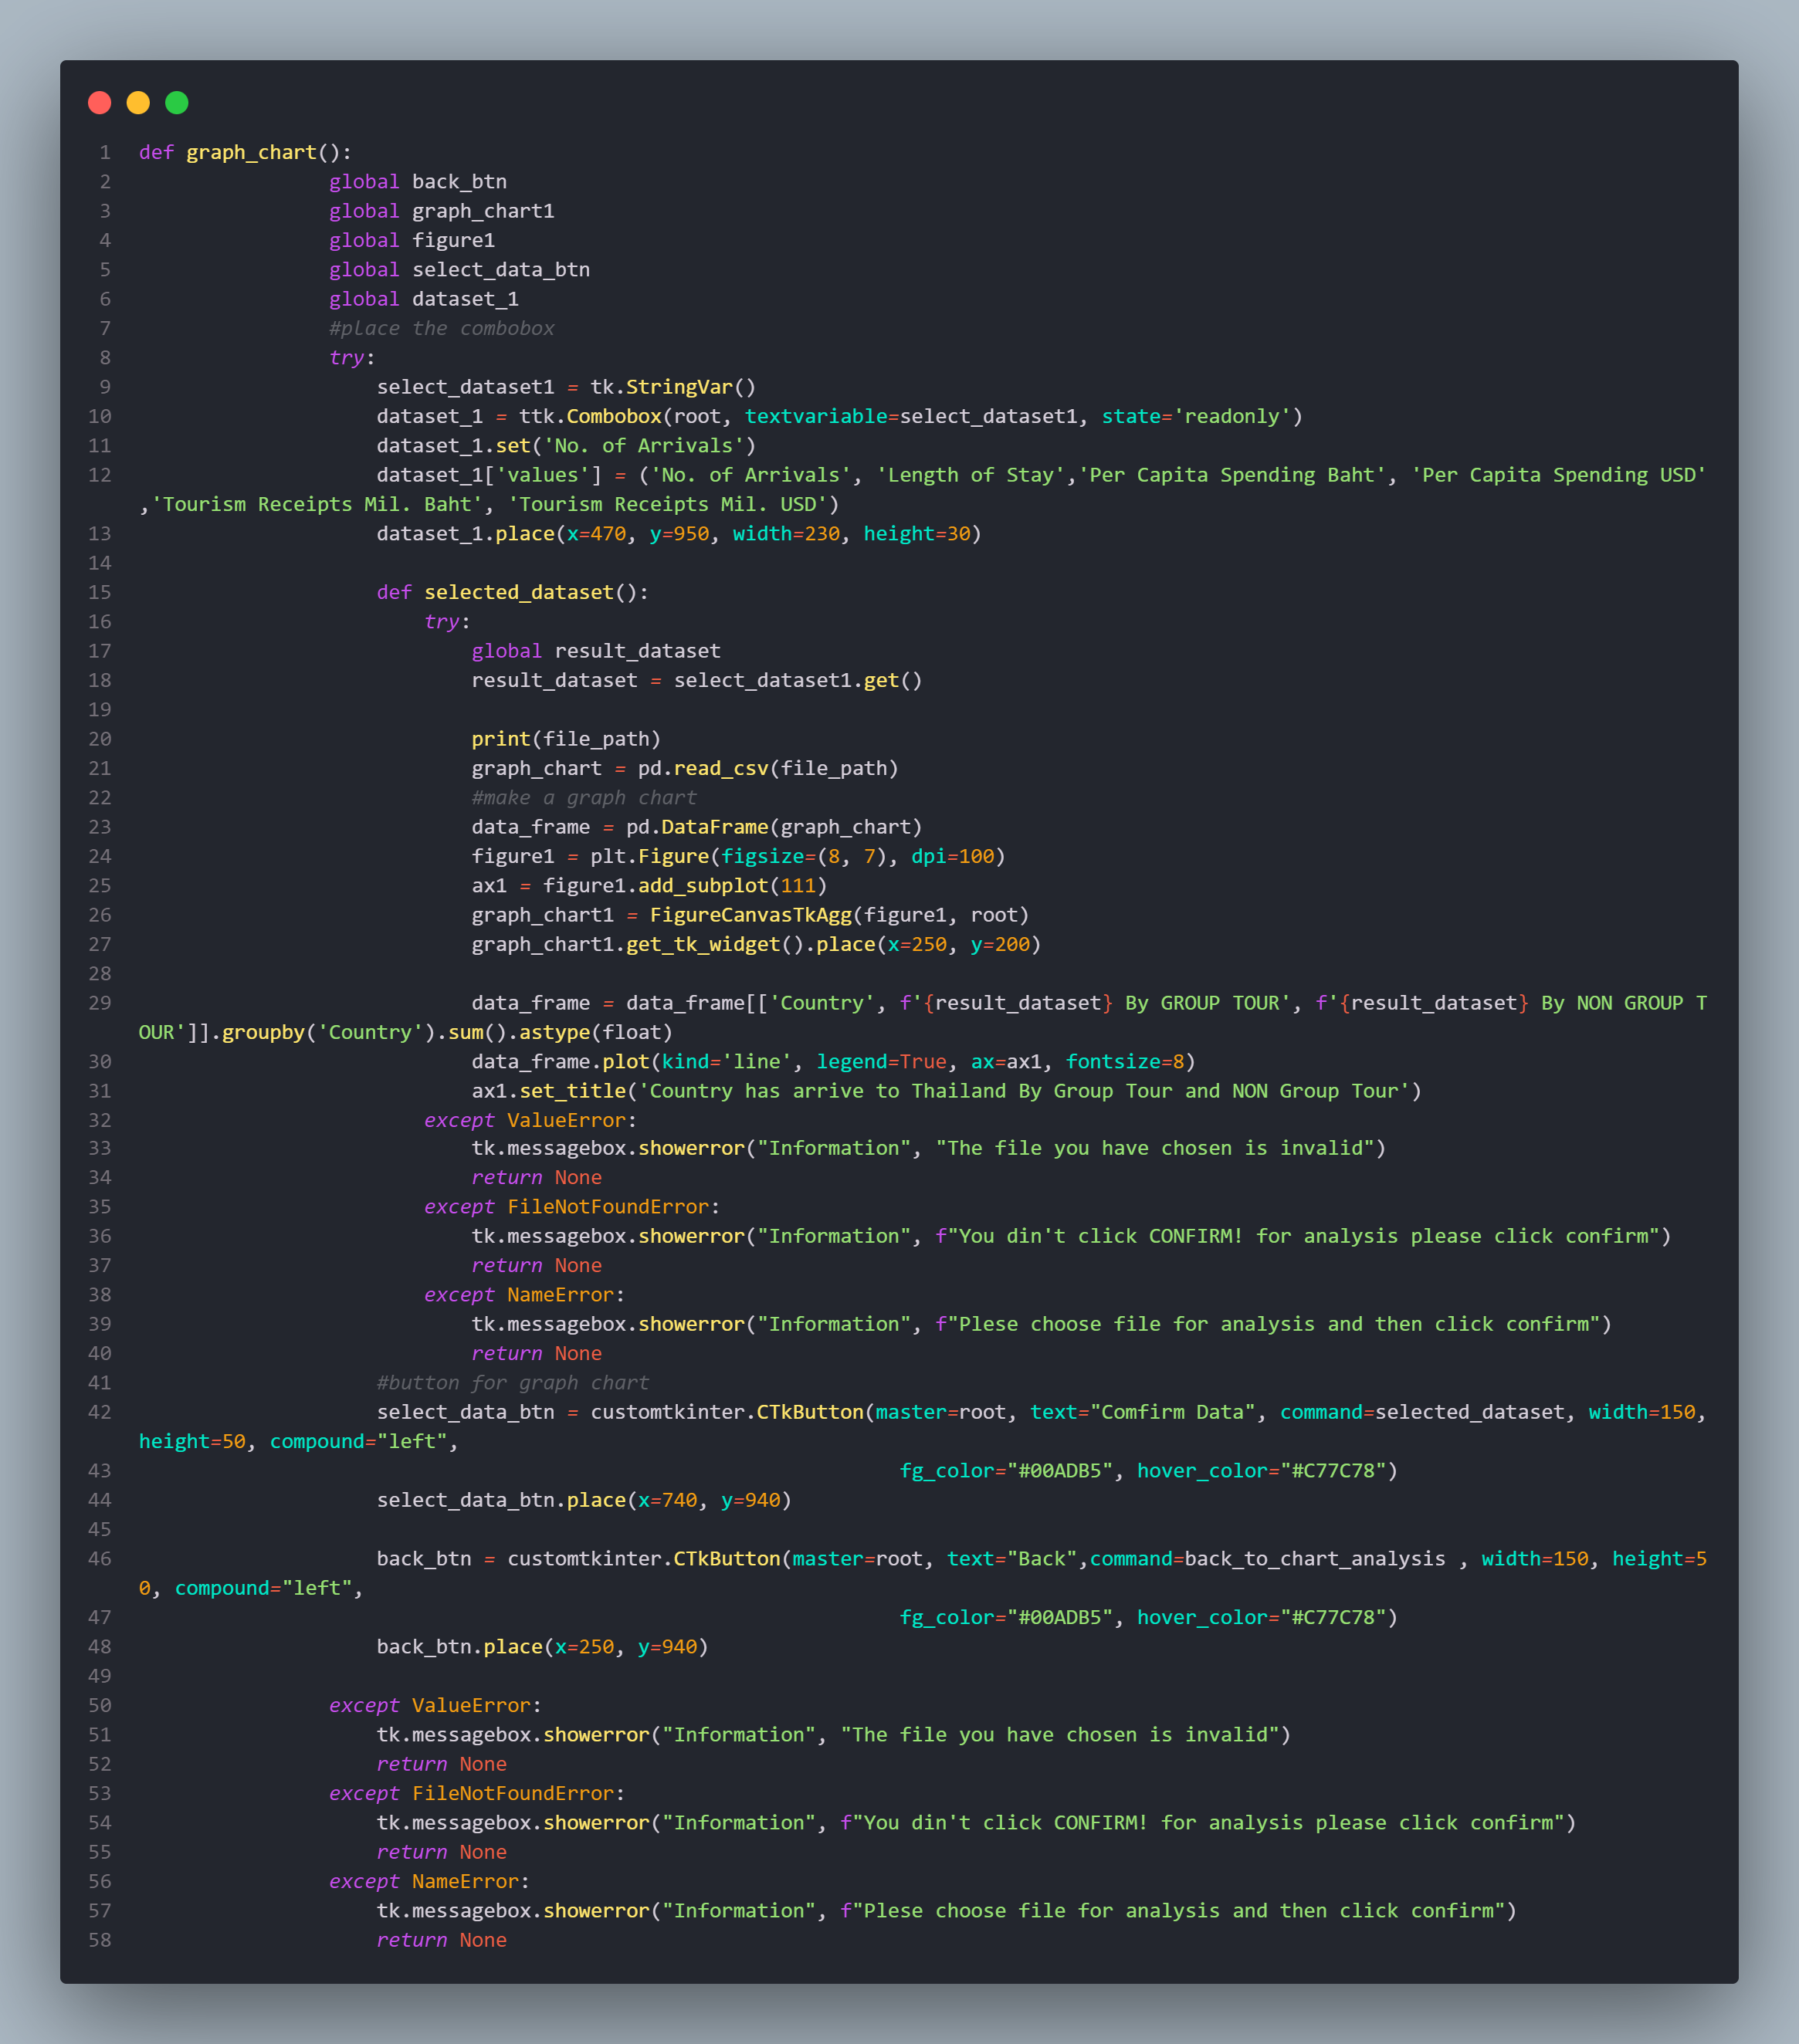 1 def graph_chart():
2 global back_btn
3 global graph_chart1
4 global figure1
5 global select_data_btn
6 global dataset_1
7 #place the combobox
8 try:
9 select_dataset1 = tk.StringVar()
10 dataset_1 = ttk.Combobox(root, textvariable=select_dataset1, state='readonly')
11 dataset_1.set('No. of Arrivals')
12 dataset_1['values'] = ('No. of Arrivals', 'Length of Stay','Per Capita Spending Baht', 'Per Capita Spending USD'
,'Tourism Receipts Mil. Baht', 'Tourism Receipts Mil. USD')
13 dataset_1.place(x=470, y=950, width=230, height=30)
14
15 def selected_dataset():
16 try:
17 global result_dataset
18 result_dataset = select_dataset1.get()
19
20 print(file_path)
21 graph_chart = pd.read_csv(file_path)
22 #make a graph chart
23 data_frame = pd.DataFrame(graph_chart)
24 figure1 = plt.Figure(figsize=(8, 7), dpi=100)
25 ax1 = figure1.add_subplot(111)
26 graph_chart1 = FigureCanvasTkAgg(figure1, root)
27 graph_chart1.get_tk_widget().place(x=250, y=200)
28
29 data_frame = data_frame[['Country', f'{result_dataset} By GROUP TOUR', f'{result_dataset} By NON GROUP T
OUR']].groupby('Country').sum().astype(float)
30 data_frame.plot(kind='line', legend=True, ax=ax1, fontsize=8)
31 ax1.set_title('Country has arrive to Thailand By Group Tour and NON Group Tour')
32 except ValueError:
33 tk.messagebox.showerror("Information", "The file you have chosen is invalid")
34 return None
35 except FileNotFoundError:
36 tk.messagebox.showerror("Information", f"You din't click CONFIRM! for analysis please click confirm")
37 return None
38 except NameError:
39 tk.messagebox.showerror("Information", f"Plese choose file for analysis and then click confirm")
40 return None
41 #button for graph chart
42 select_data_btn = customtkinter.CTkButton(master=root, text="Comfirm Data", command=selected_dataset, width=150,
height=50, compound="left",
43 fg_color="#00ADB5", hover_color="#C77C78")
44 select_data_btn.place(x=740, y=940)
45
46 back_btn = customtkinter.CTkButton(master=root, text="Back",command=back_to_chart_analysis , width=150, height=5
0, compound="left",
47 fg_color="#00ADB5", hover_color="#C77C78")
48 back_btn.place(x=250, y=940)
49
50 except ValueError:
51 tk.messagebox.showerror("Information", "The file you have chosen is invalid")
52 return None
53 except FileNotFoundError:
54 tk.messagebox.showerror("Information", f"You din't click CONFIRM! for analysis please click confirm")
55 return None
56 except NameError:
57 tk.messagebox.showerror("Information", f"Plese choose file for analysis and then click confirm")
58 return None